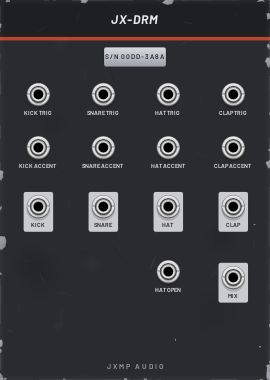 JX-DRM
S/N 00DD-3A8A
KICK TRIG SNARE TRIG HAT TRIG CLAP TRIG
KICK ACCENT SNARE ACCENT HAT ACCENT CLAP ACCENT
KICK SNARE HAT CLAP
HAT OPEN MIX
JXMP AUDIO